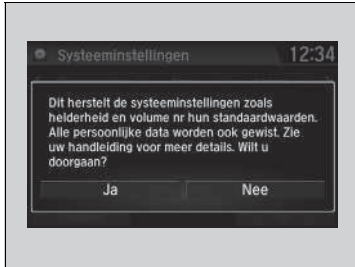 Systeeminstellingen 12:34
Dit herstelt de systeeminstellingen zoals
helderheid en volume nr hun standaardwaarden.
Alle persoonlijke data worden ook gewist. Zie
uw handleiding voor meer details. Wilt u
doorgaan?
Ja Nee